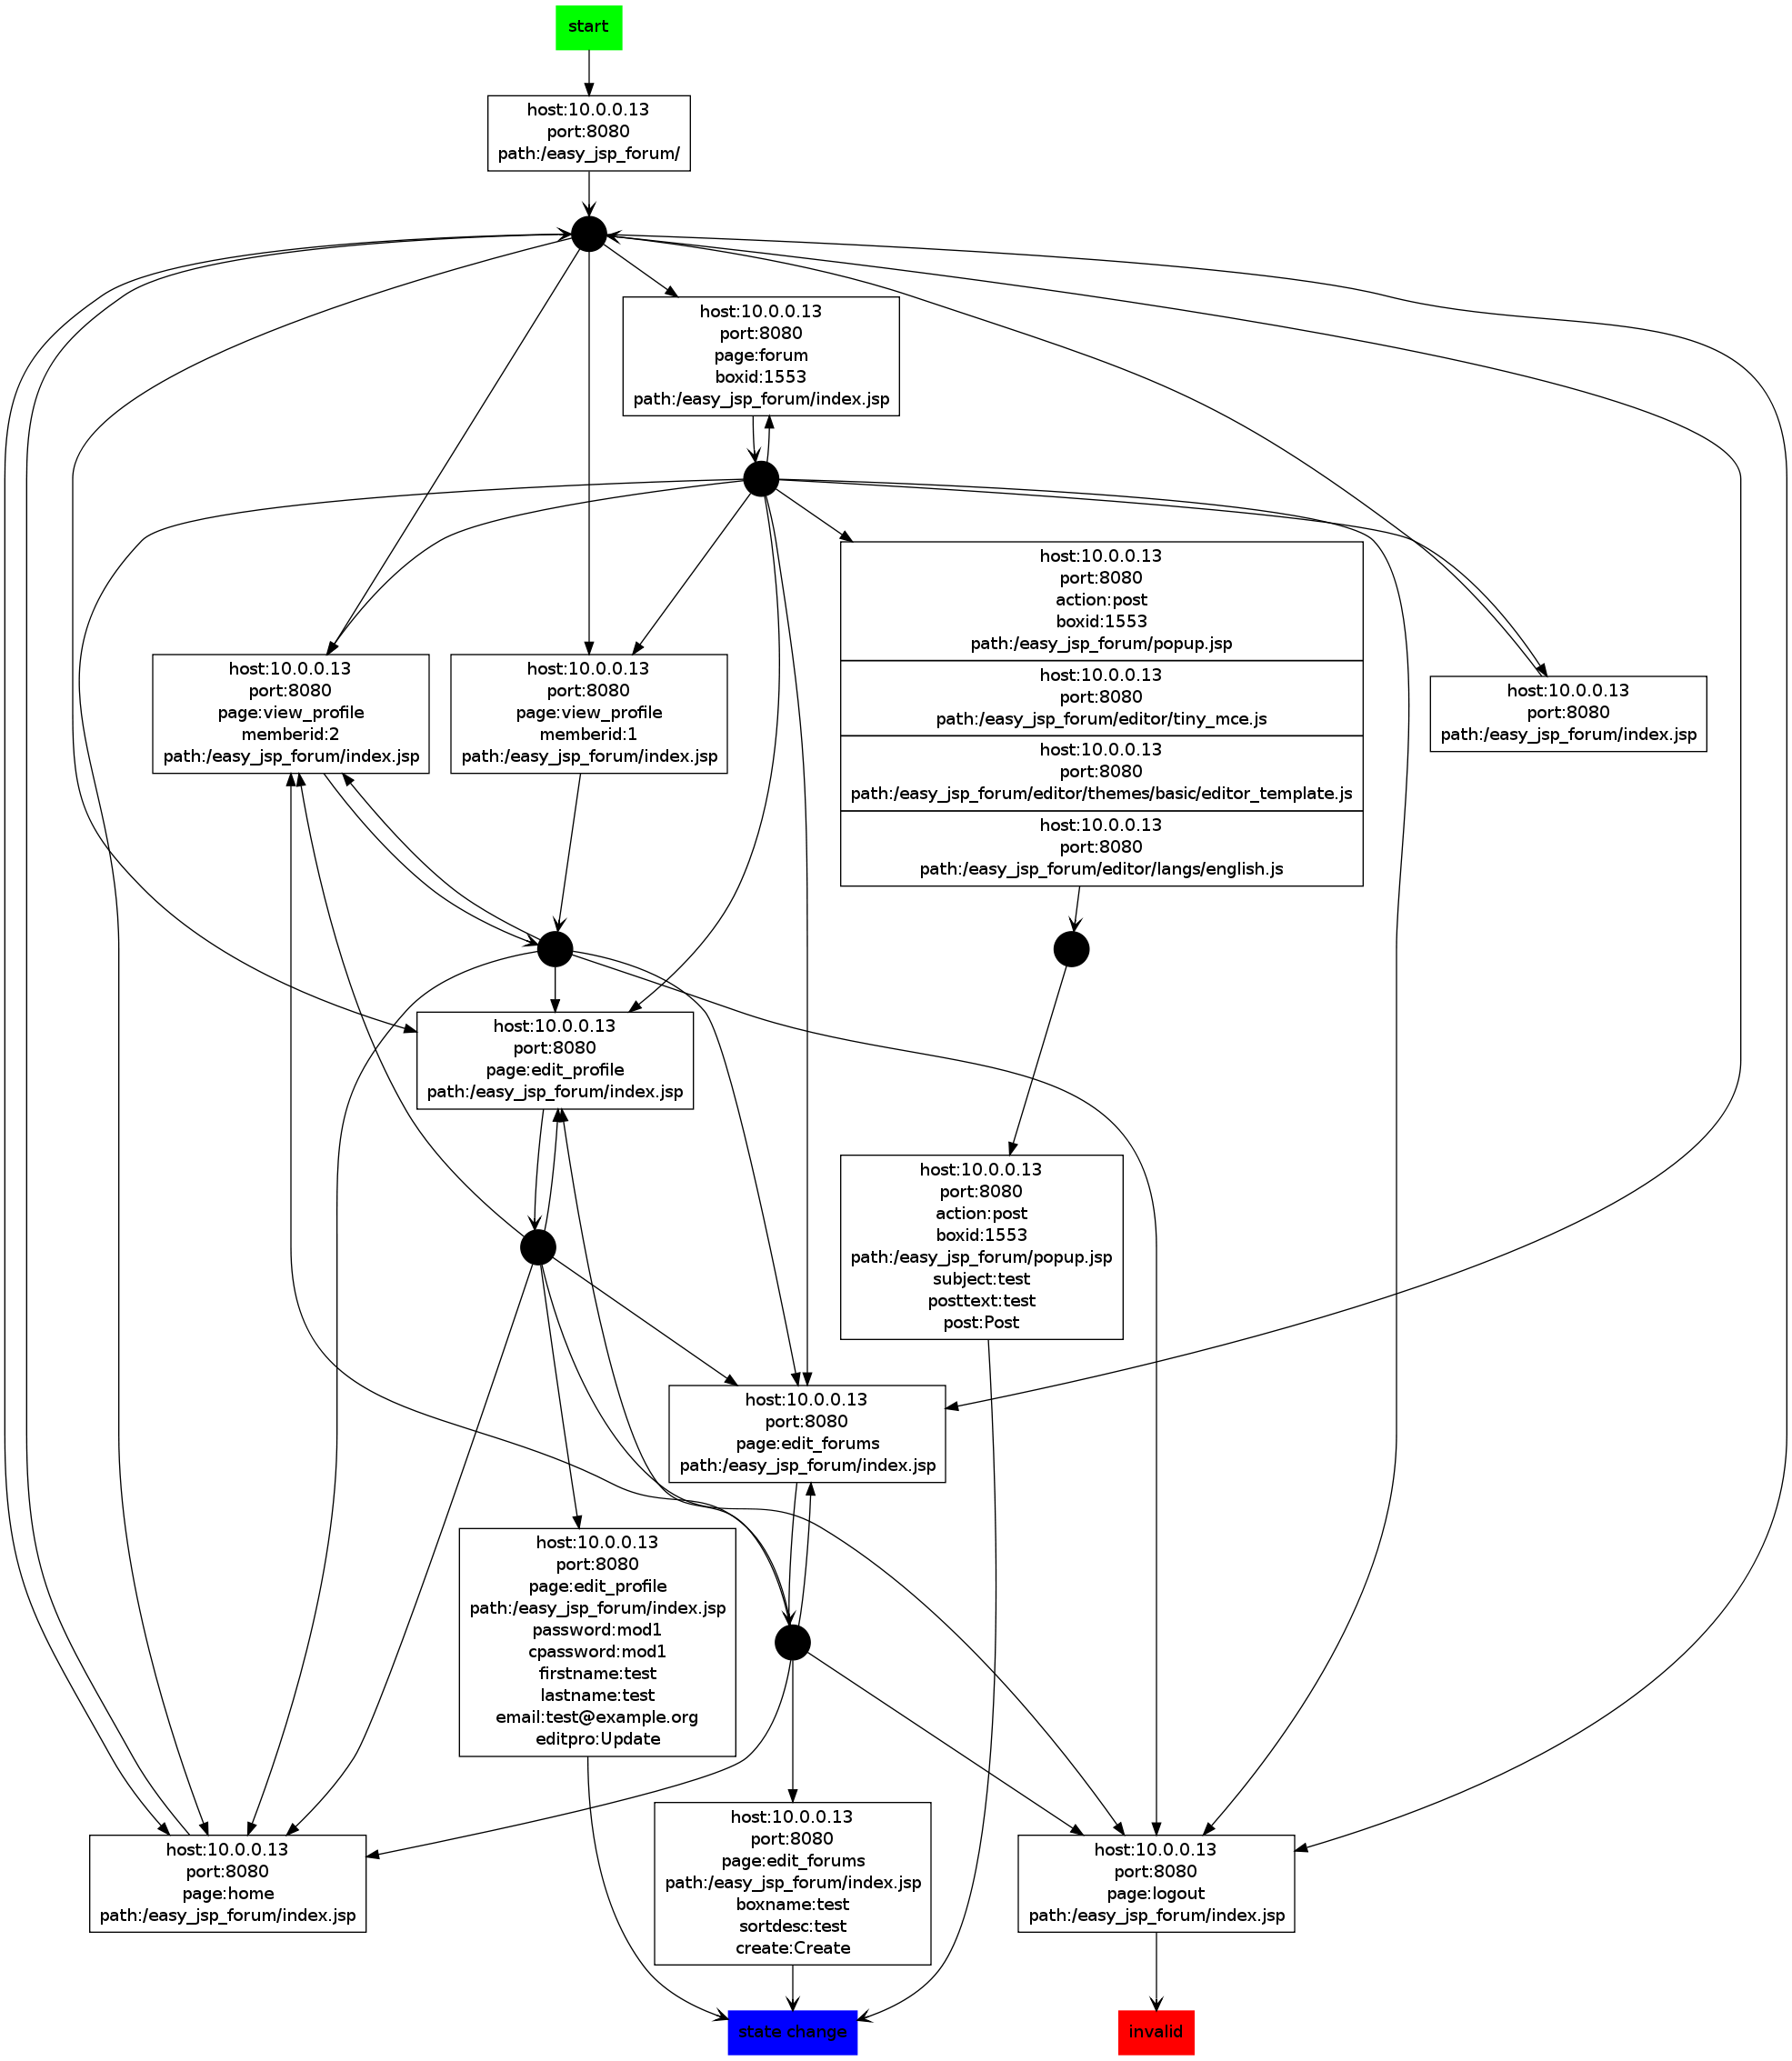 start
host:10.0.0.13
port:8080
path:/easy_jsp_forum/
host:10.0.0.13
port:8080
page:forum
boxid:1553
path:/easy_jsp_forum/index.jsp
host:10.0.0.13
port:8080
action:post
boxid:1553
path:/easy_jsp_forum/popup.jsp
host:10.0.0.13
port:8080
path:/easy_jsp_forum/editor/tiny_mce.js
host:10.0.0.13
port:8080
path:/easy_jsp_forum/editor/themes/basic/editor_template.js
host:10.0.0.13
port:8080
path:/easy_jsp_forum/editor/langs/english.js
host:10.0.0.13
port:8080
page:view_profile
memberid:2
path:/easy_jsp_forum/index.jsp
host:10.0.0.13
port:8080
page:view_profile
memberid:1
path:/easy_jsp_forum/index.jsp
host:10.0.0.13
port:8080
path:/easy_jsp_forum/index.jsp
host:10.0.0.13
port:8080
page:edit_profile
path:/easy_jsp_forum/index.jsp
host:10.0.0.13
port:8080
action:post
boxid:1553
path:/easy_jsp_forum/popup.jsp
subject:test
posttext:test
post:Post
host:10.0.0.13
port:8080
page:edit_forums
path:/easy_jsp_forum/index.jsp
host:10.0.0.13
port:8080
page:edit_profile
path:/easy_jsp_forum/index.jsp
password:mod1
cpassword:mod1
firstname:test
lastname:test
email:test@example.org
editpro:Update
host:10.0.0.13
port:8080
page:home
path:/easy_jsp_forum/index.jsp
host:10.0.0.13
port:8080
page:edit_forums
path:/easy_jsp_forum/index.jsp
boxname:test
sortdesc:test
create:Create
host:10.0.0.13
port:8080
page:logout
path:/easy_jsp_forum/index.jsp
state change
invalid